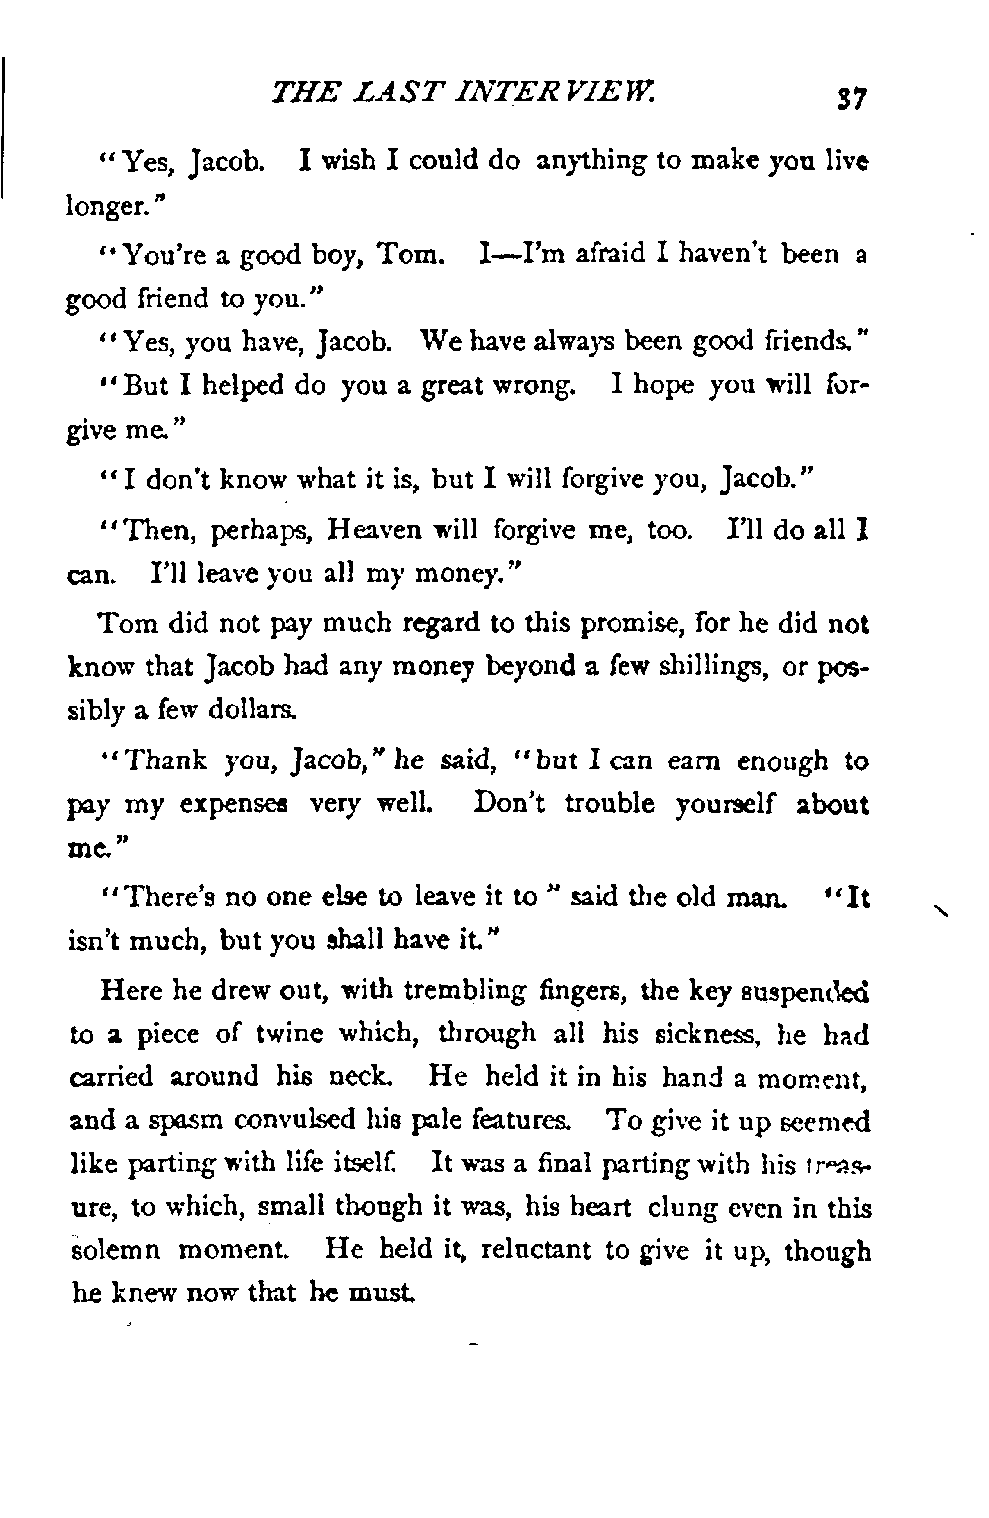 THE LAST INTERVIEW. 37
"Yes, Jacob. I wish I could do anything to make you live
longer."
"You're a good boy, Tom. I—I'm afraid I haven't been a
good friend to you."
"Yes, you have, Jacob. We have always been good friends."
"But I helped do you a great wrong. I hope you will for-
give me."
"I don't know what it is, but I will forgive you, Jacob."
"Then, perhaps, Heaven will forgive me, too. I'll do all I
can. I'll leave you all my money."
Tom did not pay much regard to this promise, for he did not
know that Jacob had any money beyond a few shillings, or pos-
sibly a few dollars.
"Thank you, Jacob," he said, "but I can earn enough to
pay my expenses very well. Don't trouble yourself about
me."
"There's no one else to leave it to" said the old man. "It
isn't much, but you shall have it."
Here he drew out, with trembling fingers, the key suspended
to a piece of twine which, through all his sickness, he had
carried around his neck. He held it in his hand a moment,
and a spasm convulsed his pale features. To give it up seemed
like parting with life itself. It was a final parting with his treas-
ure, to which, small though it was, his heart clung even in this
solemn moment. He held it, reluctant to give it up, though
he knew now that he must.